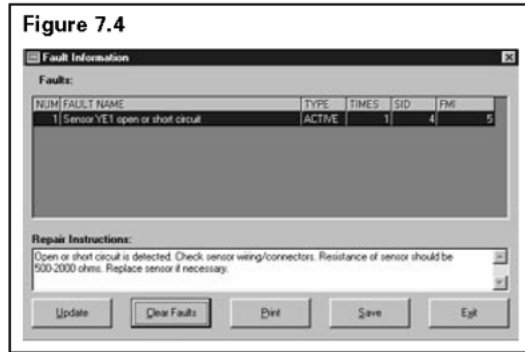 Figure 7.4
Fault Information
Faults:
NUM FAULT NAME TYPE TIMES SID FMI
1 Sensor YE1 open or short circuit ACTIVE 1 4 5
Repair Instructions:
Open or short circuit is detected. Check sensor wiring/connectors. Resistance of sensor should be
500-2000 ohms. Replace sensor if necessary.
Update Clear Faults Print Save Exit